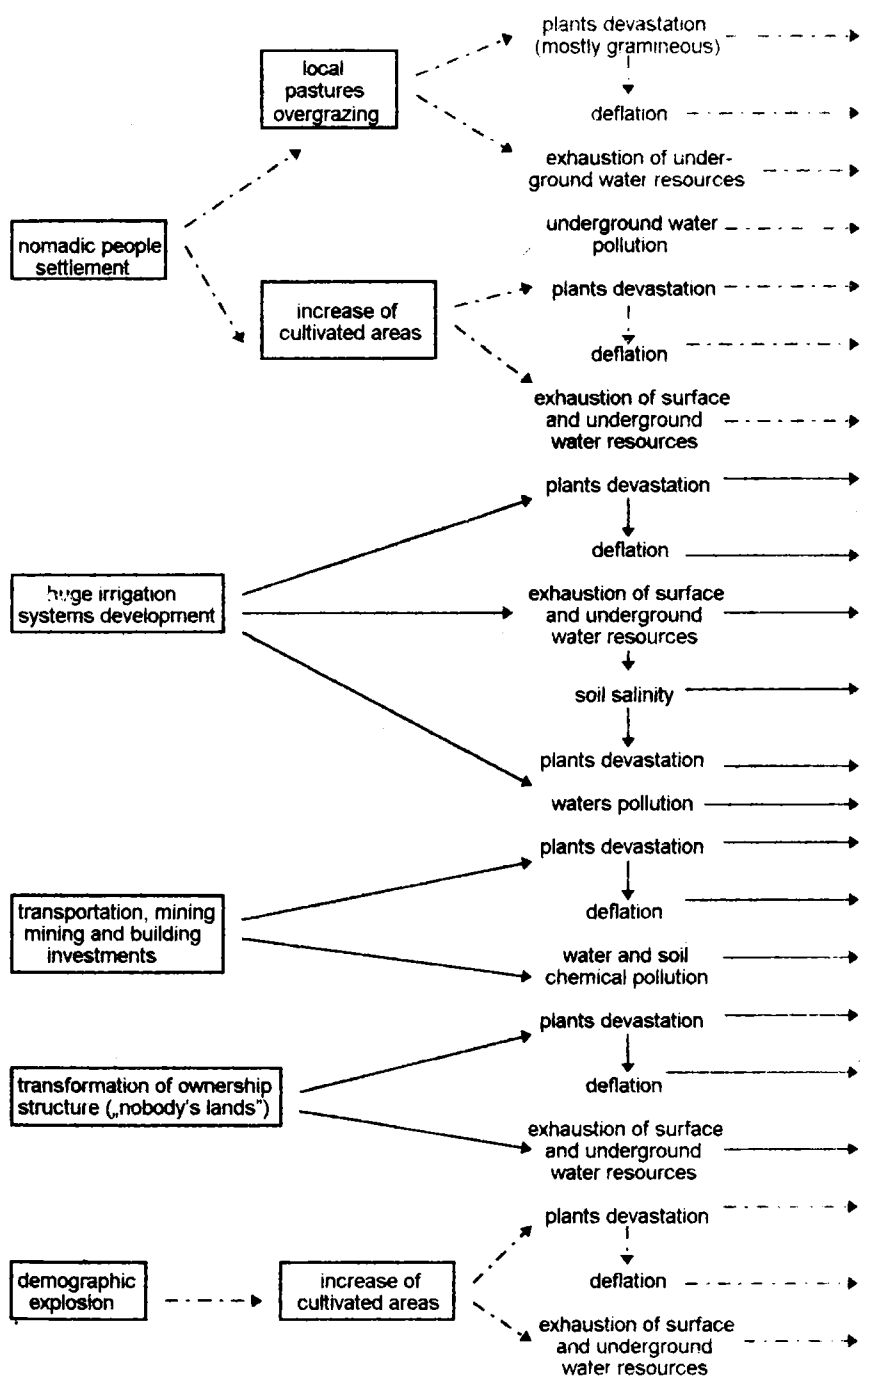 plants devastation
(mostly gramineous)
local
pastures
overgrazing
deflation
exhaustion of under-
ground water resources
underground water
pollution
nomadic people
settlement
plants devastation
increase of
cultivated areas
deflation
exhaustion of surface
and underground
water resources
plants devastation
deflation
huge irrigation
systems development
exhaustion of surface
and underground
water resources
soil salinity
plants devastation
waters pollution
plants devastation
transportation, mining
mining and building
investments
deflation
water and soil
chemical pollution
plants devastation
transformation of ownership
structure („nobody's lands”)
deflation
exhaustion of surface
and underground
water resources
plants devastation
demographic
explosion
increase of
cultivated areas
deflation
exhaustion of surface
and underground
water resources